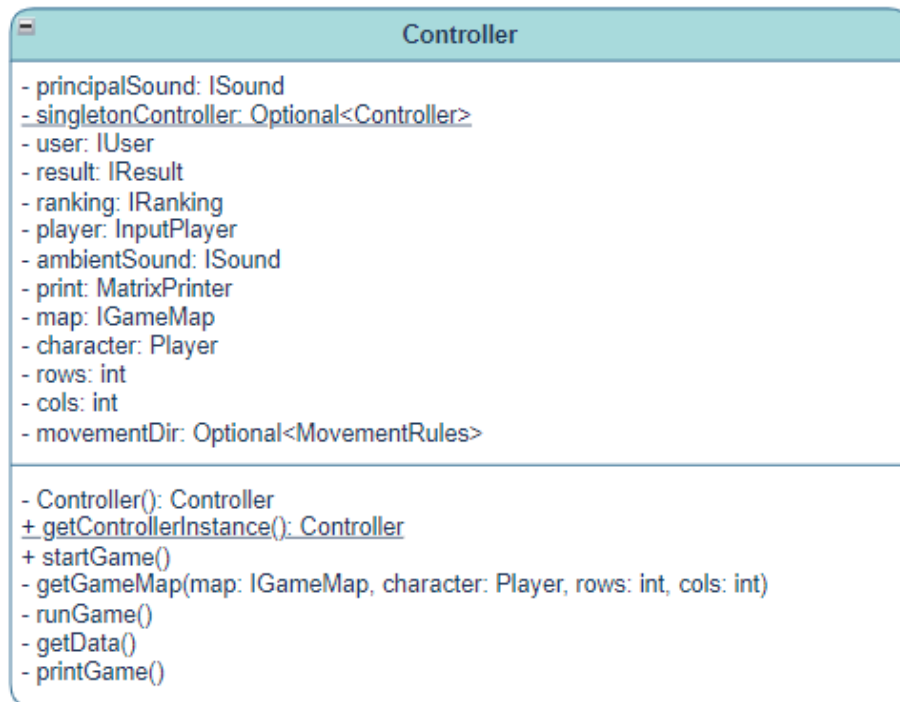 Controller
- principalSound: ISound
- singletonController: Optional<Controller>
- user: IUser
- result: IResult
- ranking: IRanking
- player: InputPlayer
- ambientSound: ISound
- print: MatrixPrinter
- map: IGameMap
- character: Player
- rows: int
- cols: int
- movementDir: Optional<MovementRules>
- Controller(): Controller
+ getControllerInstance(): Controller
+ startGame()
- getGameMap(map: IGameMap, character: Player, rows: int, cols: int)
- runGame()
- getData()
- printGame()